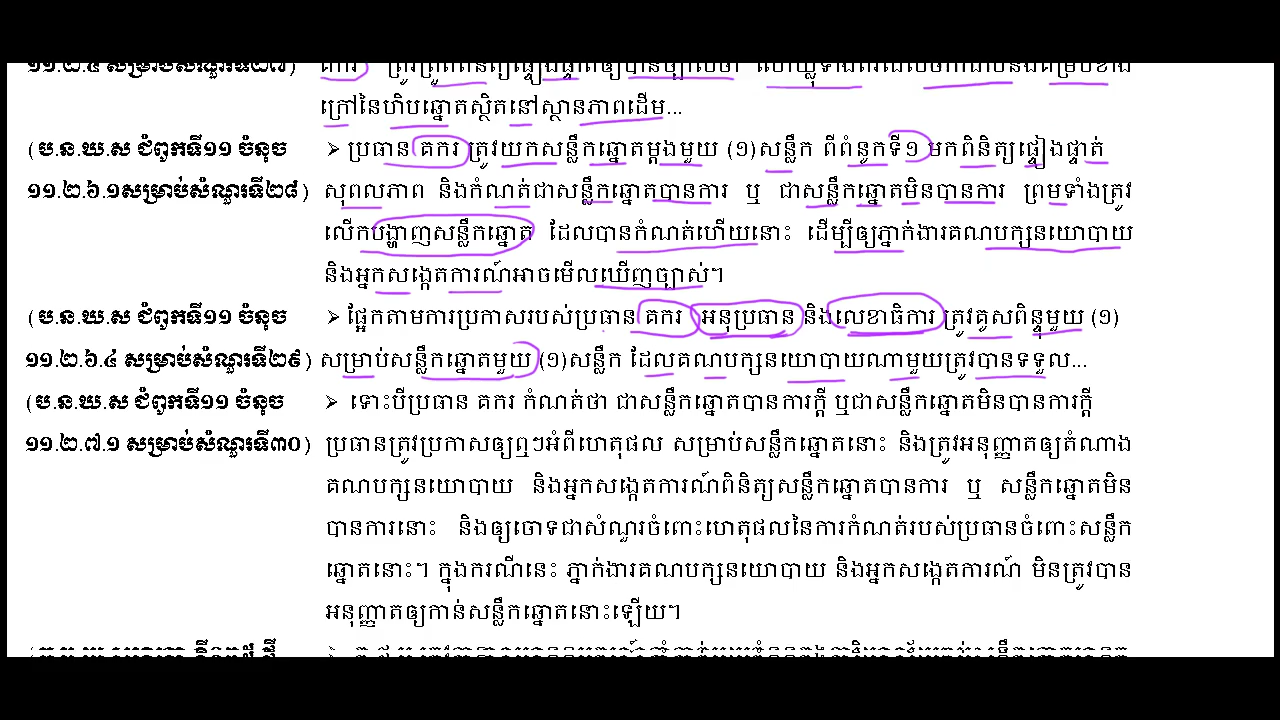 ១១.២.៥ សម្រាប់សំណួរទី២៧)
ក្រៅនៃហិបឆ្នោតស្ថិតនៅស្ថានភាពដើម...
(ប.ន.ឃ.ស ជំពូកទី១១ ចំនុច ➢ ប្រធាន គករ ត្រូវយកសន្លឹកឆ្នោតម្តងមួយ (១)សន្លឹក ពីពំនូកទី១ មកពិនិត្យផ្ទៀងផ្ទាត់
១១.២.៦.១សម្រាប់សំណួរទី២៨) សុពលភាព និងកំណត់ជាសន្លឹកឆ្នោតបានការ ឬ ជាសន្លឹកឆ្នោតមិនបានការ ព្រមទាំងត្រូវ
លើកបង្ហាញសន្លឹកឆ្នោត ដែលបានកំណត់ហើយនោះ ដើម្បីឲ្យភ្នាក់ងារគណបក្សនយោបាយ
និងអ្នកសង្កេតការណ៍អាចមើលឃើញច្បាស់។
(ប.ន.ឃ.ស ជំពូកទី១១ ចំនុច ➢ ផ្អែកតាមការប្រកាសរបស់ប្រធាន គករ អនុប្រធាន និងលេខាធិការ ត្រូវគូសពិន្ទុមួយ (១)
១១.២.៦.៤ សម្រាប់សំណួរទី២៩) សម្រាប់សន្លឹកឆ្នោតមួយ (១)សន្លឹក ដែលគណបក្សនយោបាយណាមួយត្រូវបានទទួល...
(ប.ន.ឃ.ស ជំពូកទី១១ ចំនុច ➢ ទោះបីប្រធាន គករ កំណត់ថា ជាសន្លឹកឆ្នោតបានការក្តី ឬជាសន្លឹកឆ្នោតមិនបានការក្តី
១១.២.៧.១ សម្រាប់សំណួរទី៣០) ប្រធានត្រូវប្រកាសឲ្យឮៗអំពីហេតុផល សម្រាប់សន្លឹកឆ្នោតនោះ និងត្រូវអនុញ្ញាតឲ្យតំណាង
គណបក្សនយោបាយ និងអ្នកសង្កេតការណ៍ពិនិត្យសន្លឹកឆ្នោតបានការ ឬ សន្លឹកឆ្នោតមិន
បានការនោះ និងឲ្យចោទជាសំណួរចំពោះហេតុផលនៃការកំណត់របស់ប្រធានចំពោះសន្លឹក
ឆ្នោតនោះ។ ក្នុងករណីនេះ ភ្នាក់ងារគណបក្សនយោបាយ និងអ្នកសង្កេតការណ៍ មិនត្រូវបាន
អនុញ្ញាតឲ្យកាន់សន្លឹកឆ្នោតនោះឡើយ។